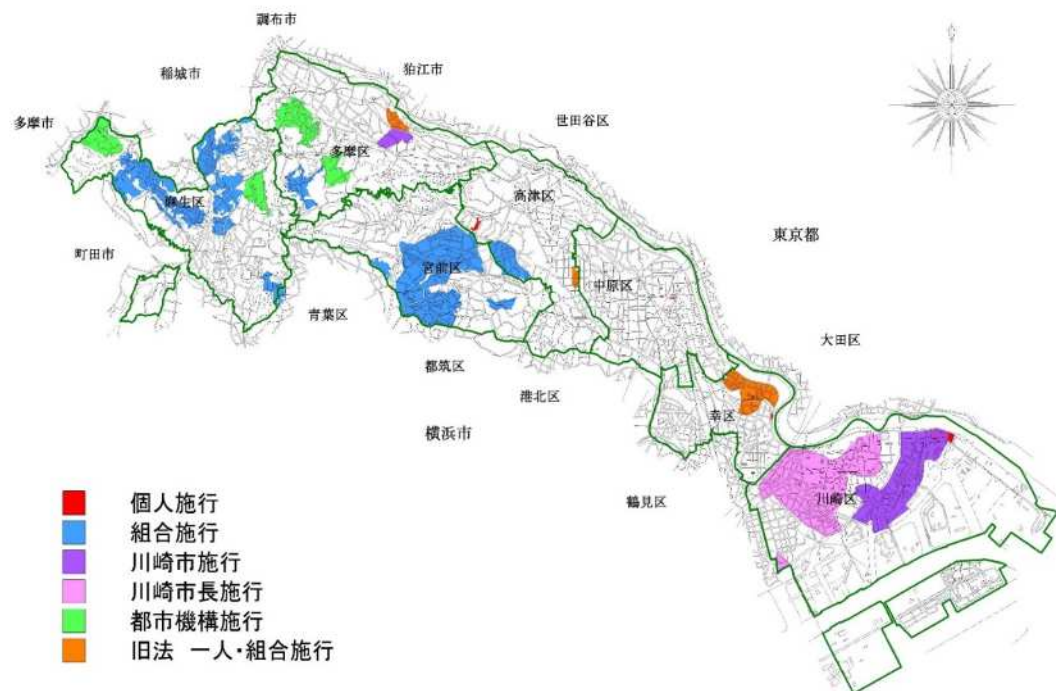 調布市
稲城市
狛江市
多摩市
世田谷区
多摩区
高津区
麻生区
東京都
町田市
宮前区
中原区
青葉区
大田区
都筑区
港北区
幸区
横浜市
鶴見区
川崎区
個人施行
組合施行
川崎市施行
川崎市長施行
都市機構施行
旧法 一人・組合施行